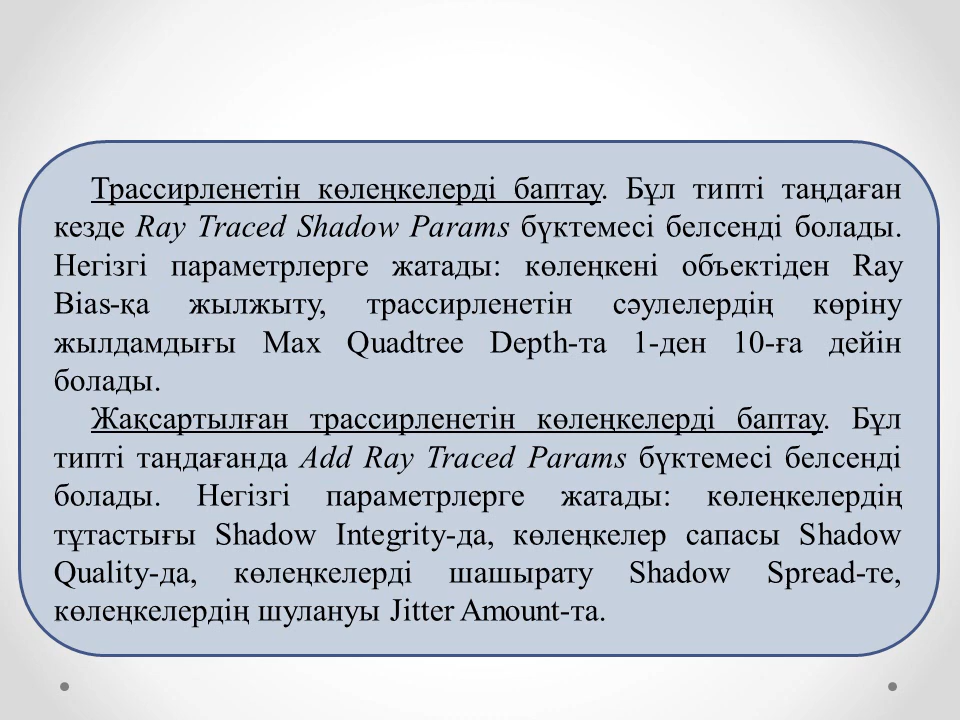 Трассирленетін көлеңкелерді баптау. Бұл типті таңдаған
кезде Ray Traced Shadow Params бүктемесі белсенді болады.
Негізгі параметрлерге жатады: көлеңкені объектіден Ray
Bias-қа жылжыту, трассирленетін сәулелердің көріну
жылдамдығы Max Quadtree Depth-та 1-ден 10-ға дейін
болады.
Жақсартылған трассирленетін көлеңкелерді баптау. Бұл
типті таңдағанда Add Ray Traced Params бүктемесі белсенді
болады. Негізгі параметрлерге жатады: көлеңкелердің
тұтастығы Shadow Integrity-да, көлеңкелер сапасы Shadow
Quality-да, көлеңкелерді шашырату Shadow Spread-те,
көлеңкелердің шулануы Jitter Amount-та.